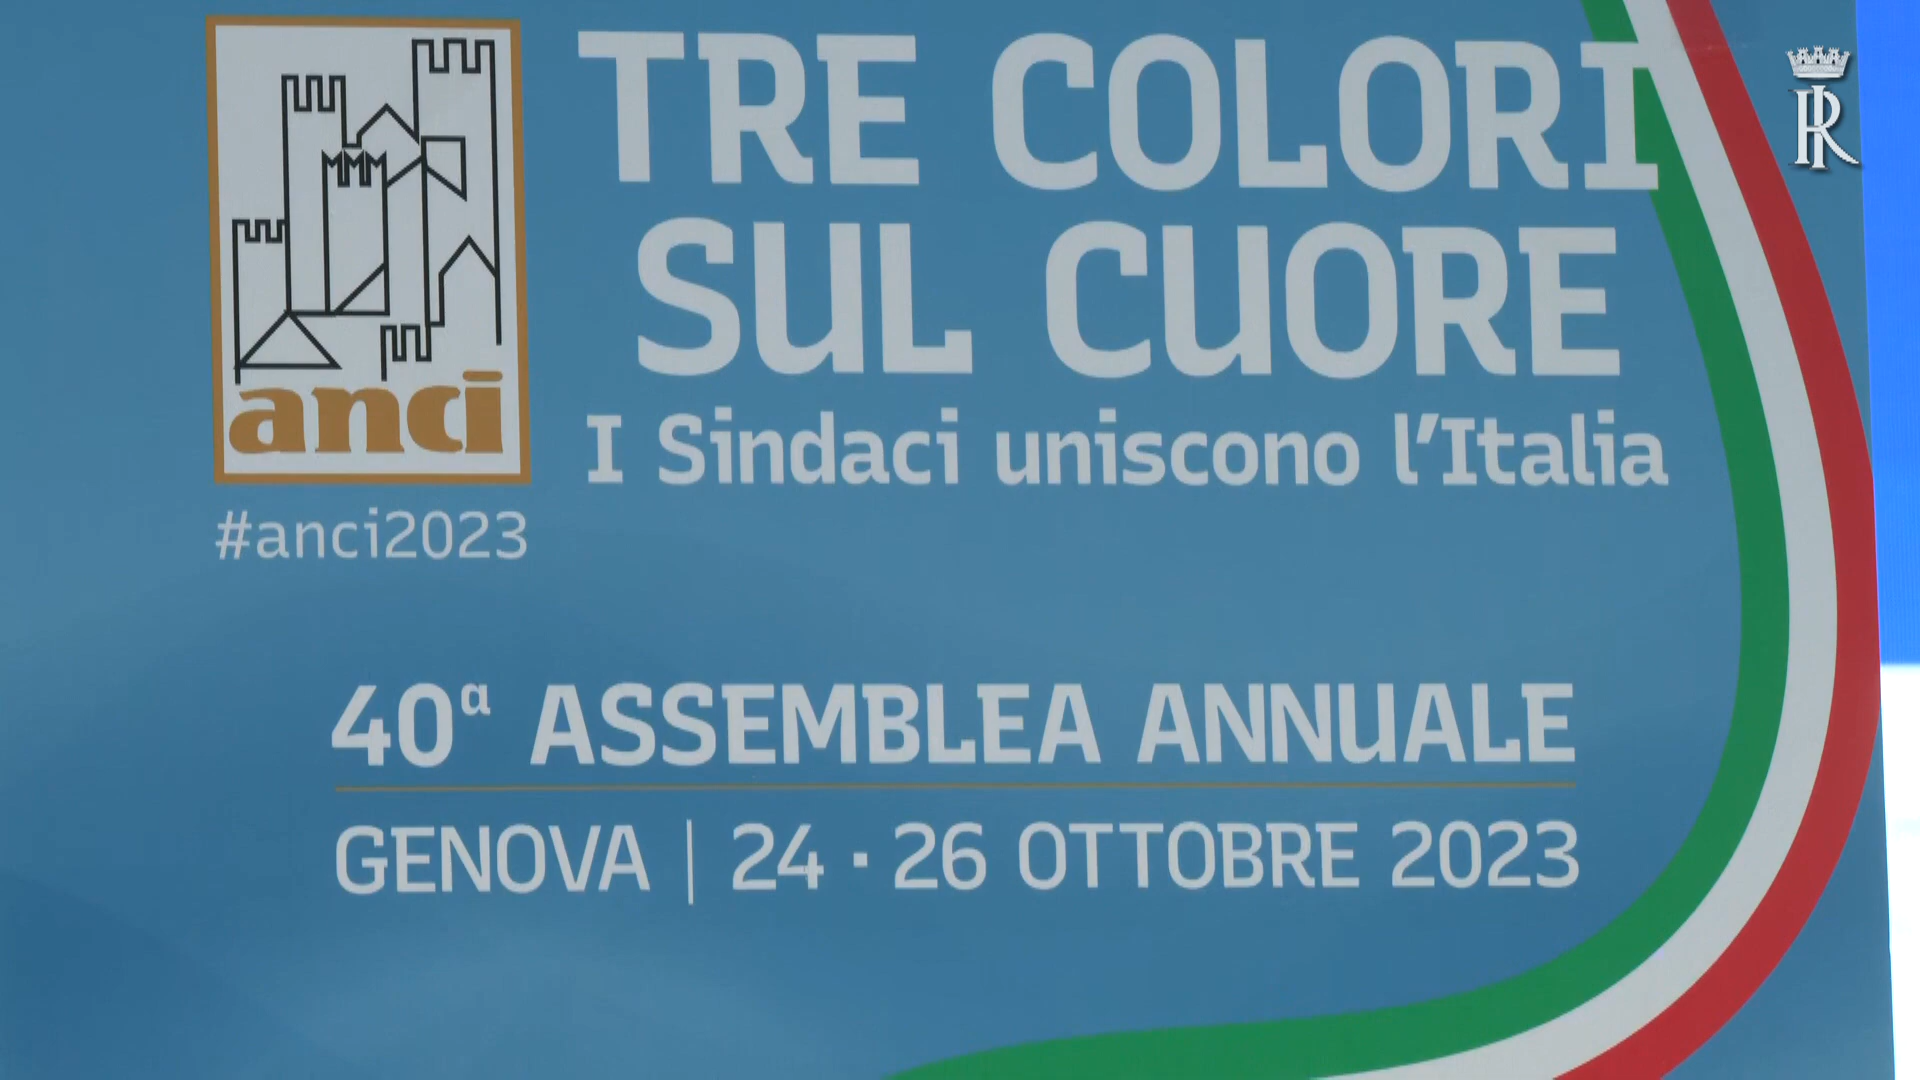 TRE COLORI
SUL CUORE
I Sindaci uniscono l'Italia
anci
#anci2023
40ª ASSEMBLEA ANNUALE
GENOVA | 24 · 26 OTTOBRE 2023